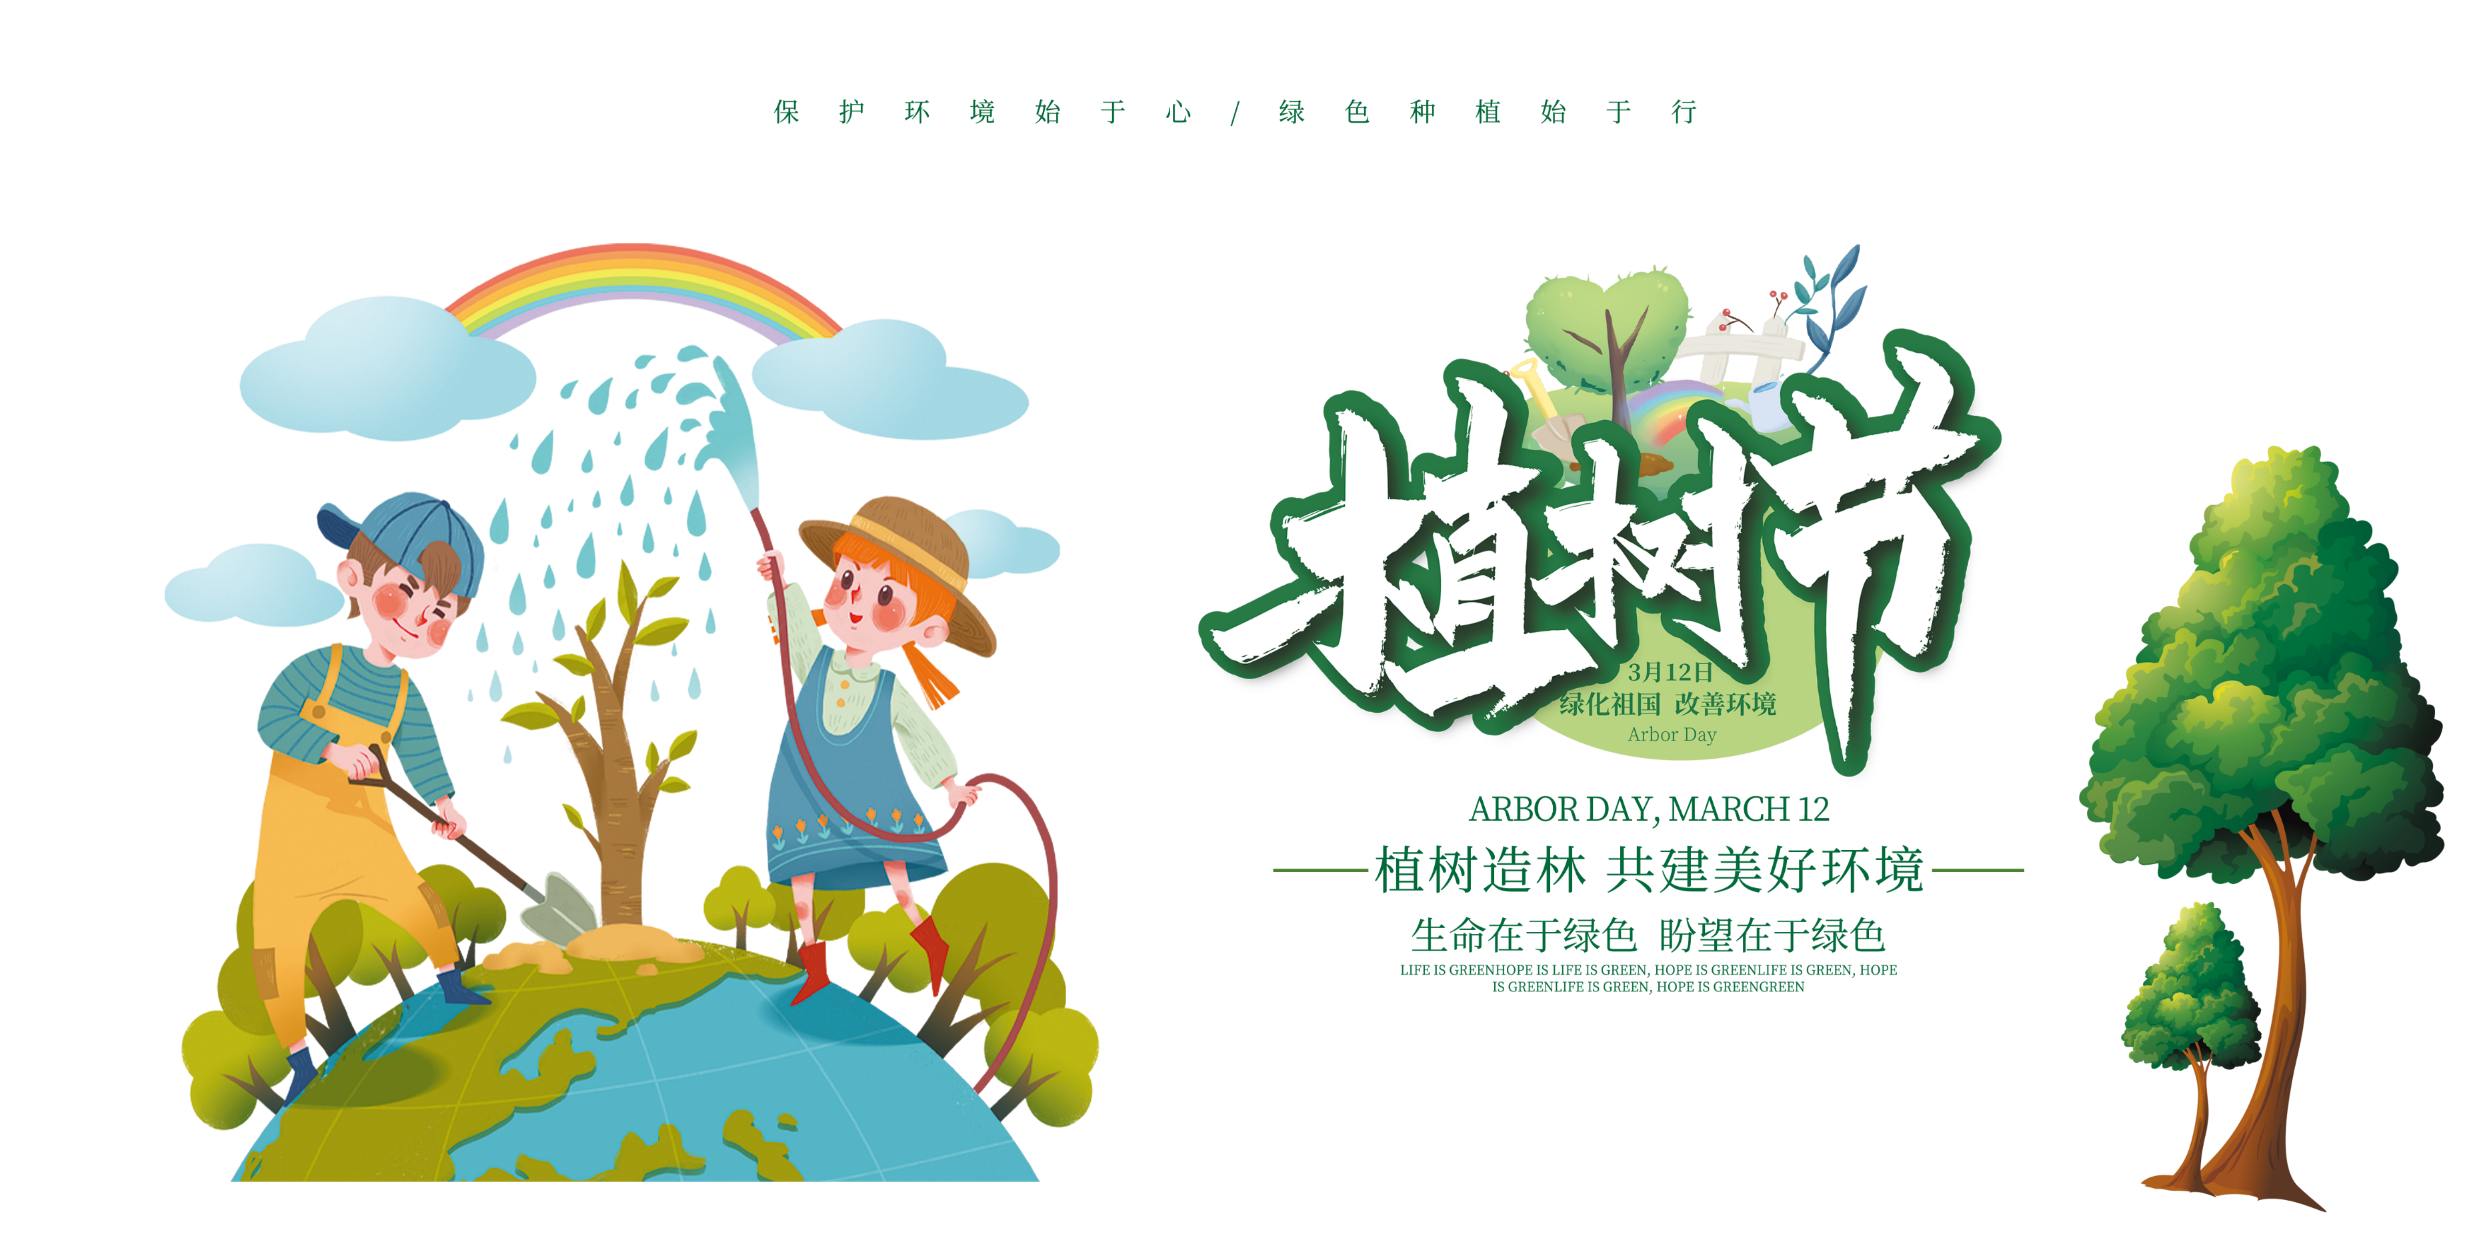 保护环境始于心/绿色种植始于行
植树节
3月12日
绿化祖国 改善环境
Arbor Day
ARBOR DAY, MARCH 12
植树造林 共建美好环境
生命在于绿色 盼望在于绿色
LIFE IS GREENHOPE IS LIFE IS GREEN, HOPE IS GREENLIFE IS GREEN, HOPE
IS GREENLIFE IS GREEN, HOPE IS GREENGREEN